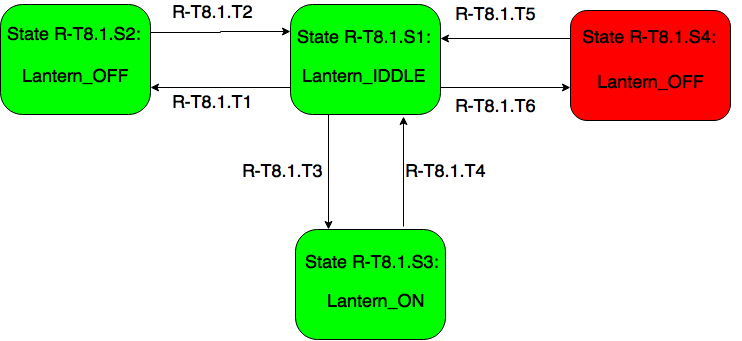 R-T8.1.T2
R-T8.1.T5
State R-T8.1.S2:
Lantern_OFF
State R-T8.1.S1:
Lantern_IDDLE
State R-T8.1.S4:
Lantern_OFF
R-T8.1.T1
R-T8.1.T6
R-T8.1.T3
R-T8.1.T4
State R-T8.1.S3:
Lantern_ON